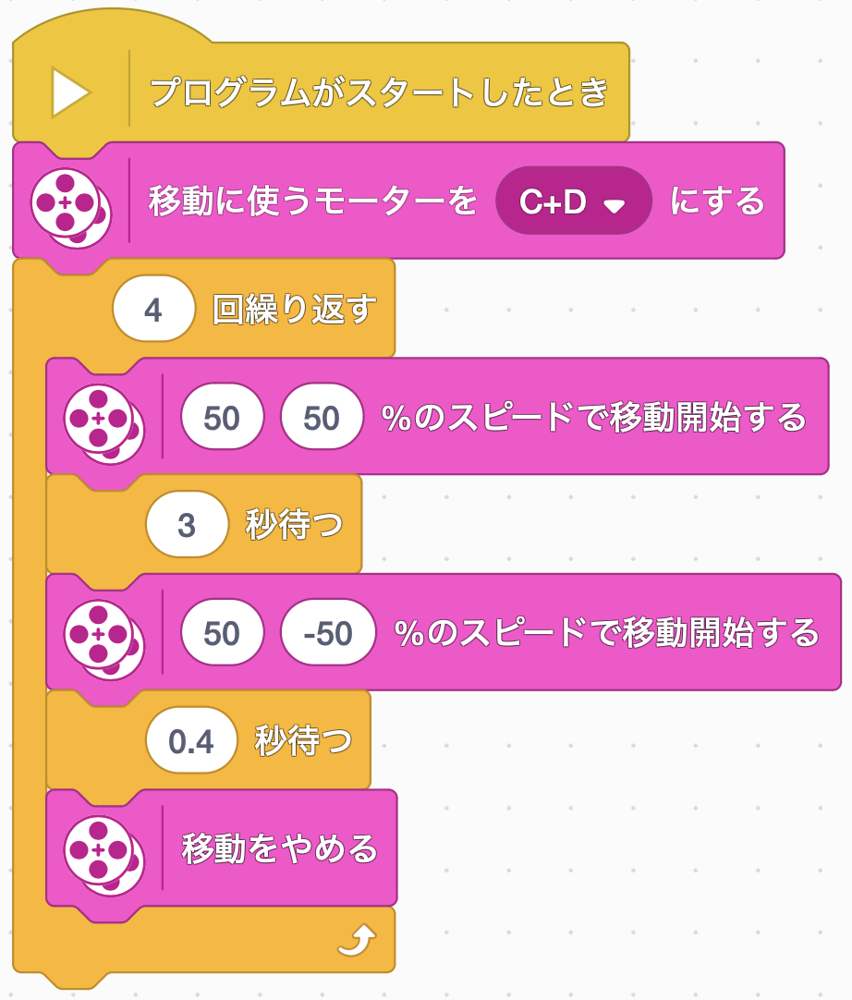 プログラムがスタートしたとき
移動に使うモーターを C+D にする
4 回繰り返す
50 50 %のスピードで移動開始する
3 秒待つ
50 -50 %のスピードで移動開始する
0.4 秒待つ
移動をやめる